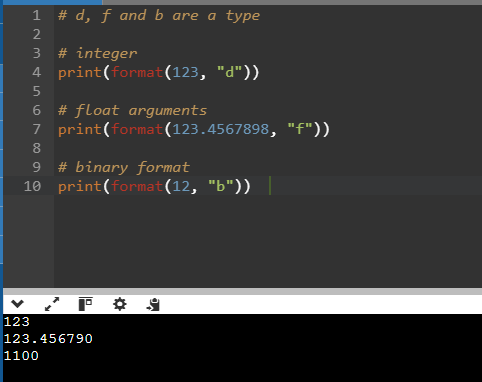 1 # d, f and b are a type
2
3 # integer
4 print(format(123, "d"))
5
6 # float arguments
7 print(format(123.4567898, "f"))
8
9 # binary format
10 print(format(12, "b"))
123
123.456790
1100